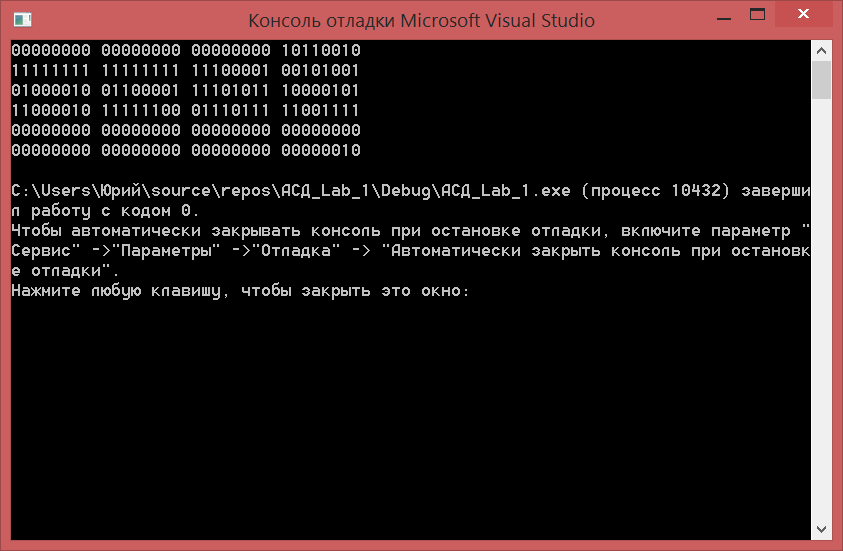 Консоль отладки Microsoft Visual Studio
00000000 00000000 00000000 10110010
11111111 11111111 11100001 00101001
01000010 01100001 11101011 10000101
11000010 11111100 01110111 11001111
00000000 00000000 00000000 00000000
00000000 00000000 00000000 00000010
C:\Users\Юрий\source\repos\АСД_Lab_1\Debug\АСД_Lab_1.exe (процесс 10432) заверши
л работу с кодом 0.
Чтобы автоматически закрывать консоль при остановке отладки, включите параметр "
Сервис" ->"Параметры" ->"Отладка" -> "Автоматически закрыть консоль при остановк
е отладки".
Нажмите любую клавишу, чтобы закрыть это окно: